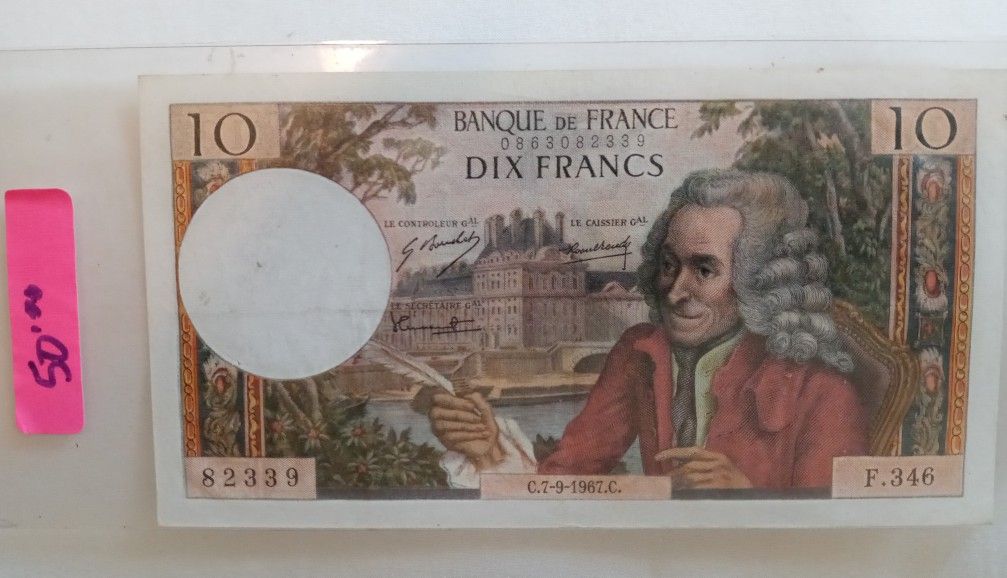 10
BANQUE DE FRANCE
10
0863082339
DIX FRANCS
LE CONTROLEUR GAL
LE CAISSIER GAL
LE SECRÉTAIRE GAL
50.00
82339
C.7-9-1967.C.
F.346